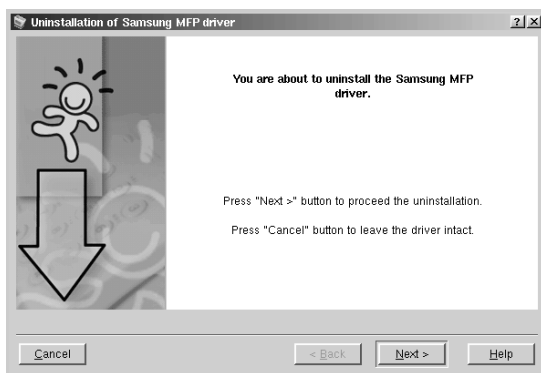 Uninstallation of Samsung MFP driver
You are about to uninstall the Samsung MFP
driver.
Press "Next >" button to proceed the uninstallation.
Press "Cancel" button to leave the driver intact.
Cancel
< Back
Next >
Help